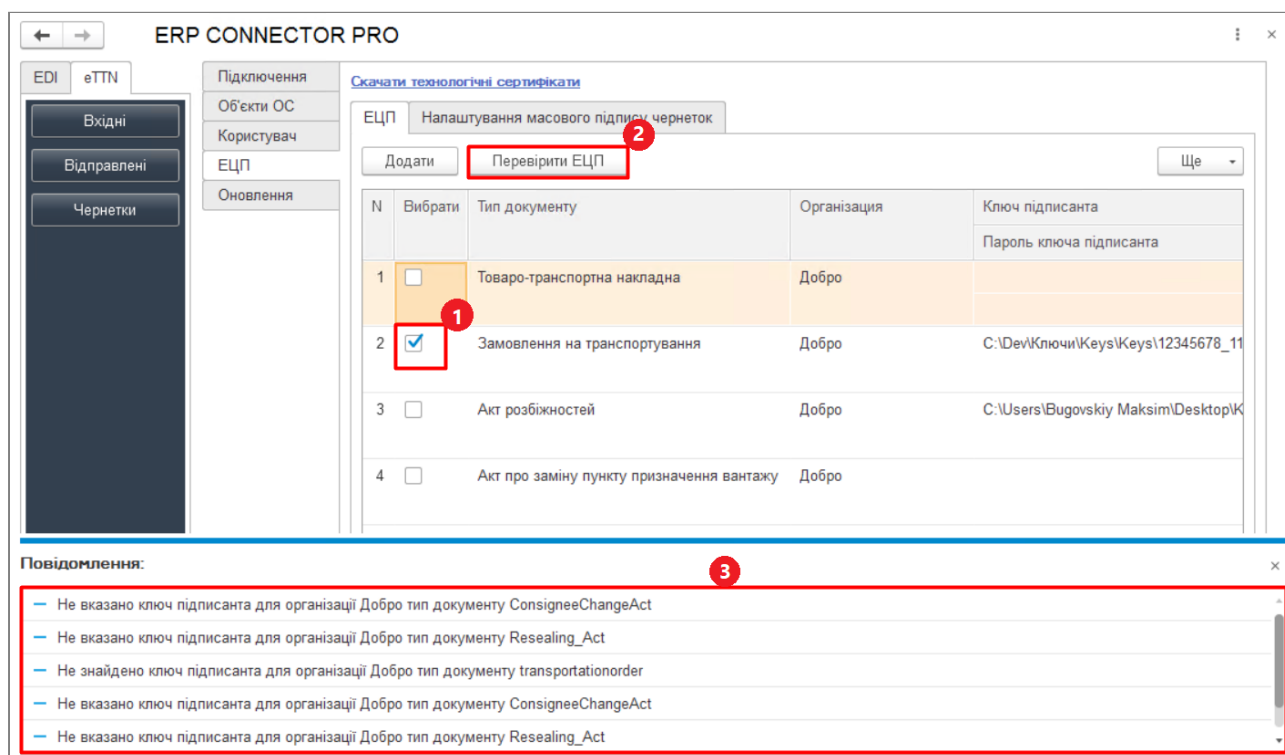 ERP CONNECTOR PRO
EDI
eTTN
Вхідні
Відправлені
Чернетки
Підключення
Об'єкти ОС
Користувач
ЕЦП
Оновлення
Скачати технологічні сертифікати
ЕЦП
Налаштування масового підпису чернеток
2
Додати
Перевірити ЕЦП
Ще
N Вибрати Тип документу Організація Ключ підписанта
Пароль ключа підписанта
1 Товаро-транспортна накладна Добро
1
2 Замовлення на транспортування Добро C:\Dev\Ключи\Keys\Keys\12345678_11
3 Акт розбіжностей Добро C:\Users\Bugovskiy Maksim\Desktop\K
4 Акт про заміну пункту призначення вантажу Добро
Повідомлення:
3
Не вказано ключ підписанта для організації Добро тип документу ConsigneeChangeAct
Не вказано ключ підписанта для організації Добро тип документу Resealing_Act
Не знайдено ключ підписанта для організації Добро тип документу transportationorder
Не вказано ключ підписанта для організації Добро тип документу ConsigneeChangeAct
Не вказано ключ підписанта для організації Добро тип документу Resealing_Act